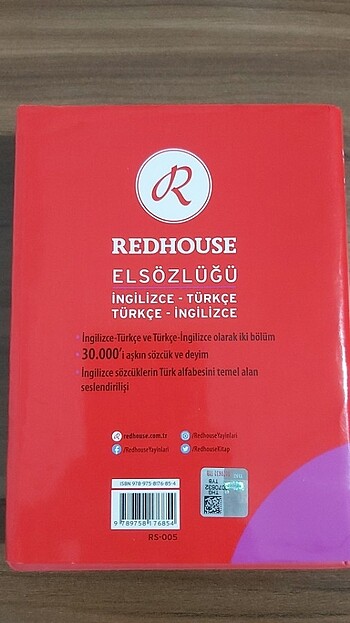 R
REDHOUSE
ELSÖZLÜĞÜ
İNGİLİZCE - TÜRKÇE
TÜRKÇE - İNGİLİZCE
• İngilizce-Türkçe ve Türkçe-İngilizce olarak iki bölüm
• 30.000'i aşkın sözcük ve deyim
• İngilizce sözcüklerin Türk alfabesini temel alan
seslendirilişi
redhouse.com.tr
/RedhouseYayinlari
/RedhouseYayinlari
/RedhouseKitap
ISBN 978-975-8176-85-4
9 789758 176854
RS-005